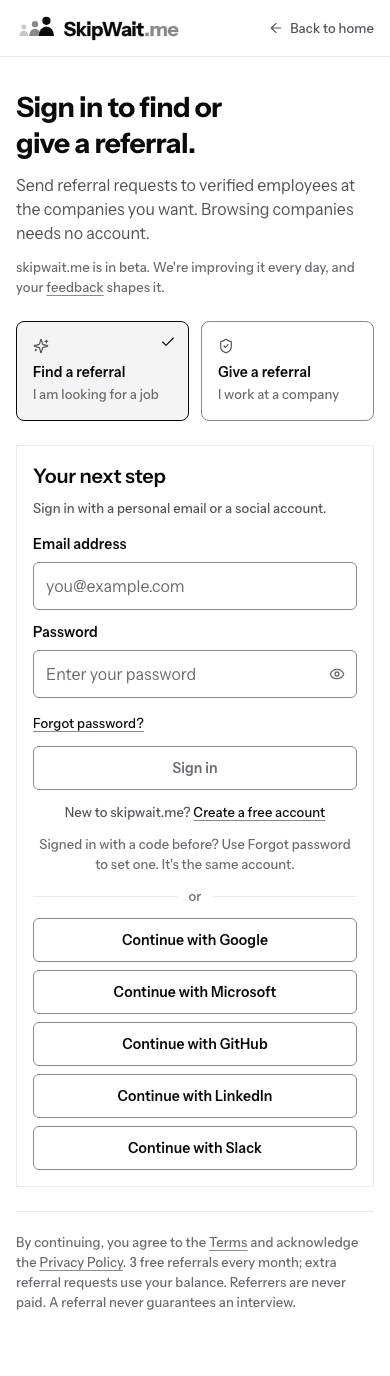 SkipWait.me
Back to home
Sign in to find or
give a referral.
Send referral requests to verified employees at
the companies you want. Browsing companies
needs no account.
skipwait.me is in beta. We're improving it every day, and
your feedback shapes it.
Find a referral
I am looking for a job
Give a referral
I work at a company
Your next step
Sign in with a personal email or a social account.
Email address
you@example.com
Password
Enter your password
Forgot password?
Sign in
New to skipwait.me? Create a free account
Signed in with a code before? Use Forgot password
to set one. It's the same account.
or
Continue with Google
Continue with Microsoft
Continue with GitHub
Continue with LinkedIn
Continue with Slack
By continuing, you agree to the Terms and acknowledge
the Privacy Policy. 3 free referrals every month; extra
referral requests use your balance. Referrers are never
paid. A referral never guarantees an interview.